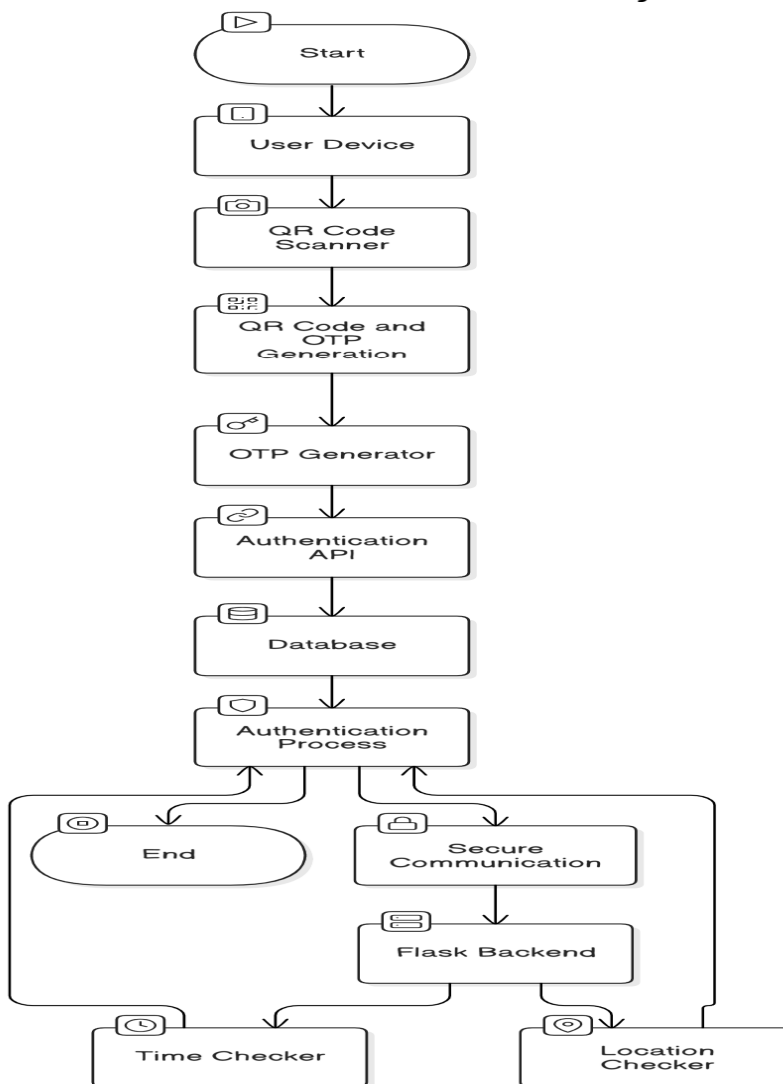 Start
User Device
QR Code
Scanner
QR Code and
OTP
Generation
OTP Generator
Authentication
API
Database
Authentication
Process
End
Secure
Communication
Flask Backend
Time Checker
Location
Checker